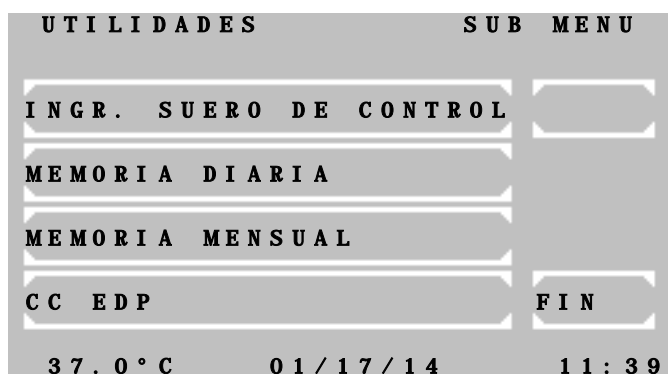 UTILIDADES SUB MENU
INGR. SUERO DE CONTROL
MEMORIA DIARIA
MEMORIA MENSUAL
CC EDP FIN
37.0°C 01/17/14 11:39